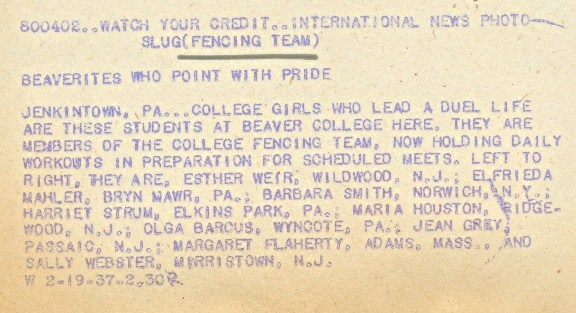 800402..WATCH YOUR CREDIT..INTERNATIONAL NEWS PHOTO
SLUG(FENCING TEAM)
BEAVERITES WHO POINT WITH PRIDE
JENKINTOWN, PA...COLLEGE GIRLS WHO LEAD A DUEL LIFE
ARE THESE STUDENTS AT BEAVER COLLEGE HERE. THEY ARE
MEMBERS OF THE COLLEGE FENCING TEAM, NOW HOLDING DAILY
WORKOUTS IN PREPARATION FOR SCHEDULED MEETS. LEFT TO
RIGHT, THEY ARE, ESTHER WEIR, WILDWOOD, N.J.; ELFRIEDA
MAHLER, BRYN MAWR, PA.; BARBARA SMITH, NORWICH, N.Y.;
HARRIET STRUM, ELKINS PARK, PA.; MARIA HOUSTON, RIDGE-
WOOD, N.J.; OLGA BARCUS, WYNCOTE, PA.; JEAN GREY,
PASSAIC, N.J.; MARGARET FLAHERTY, ADAMS, MASS., AND
SALLY WEBSTER, MIRRISTOWN, N.J.
W 2-19-37-2,30P.